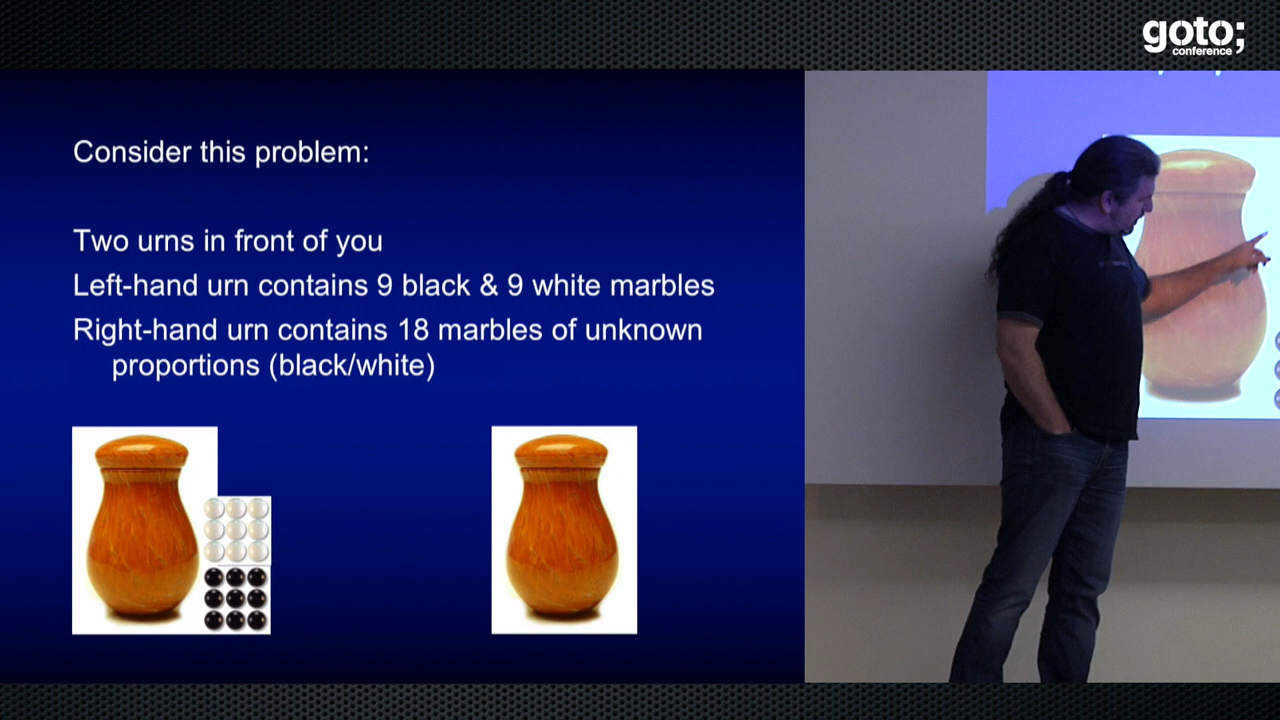 goto;
conference
Consider this problem:
Two urns in front of you
Left-hand urn contains 9 black & 9 white marbles
Right-hand urn contains 18 marbles of unknown
proportions (black/white)